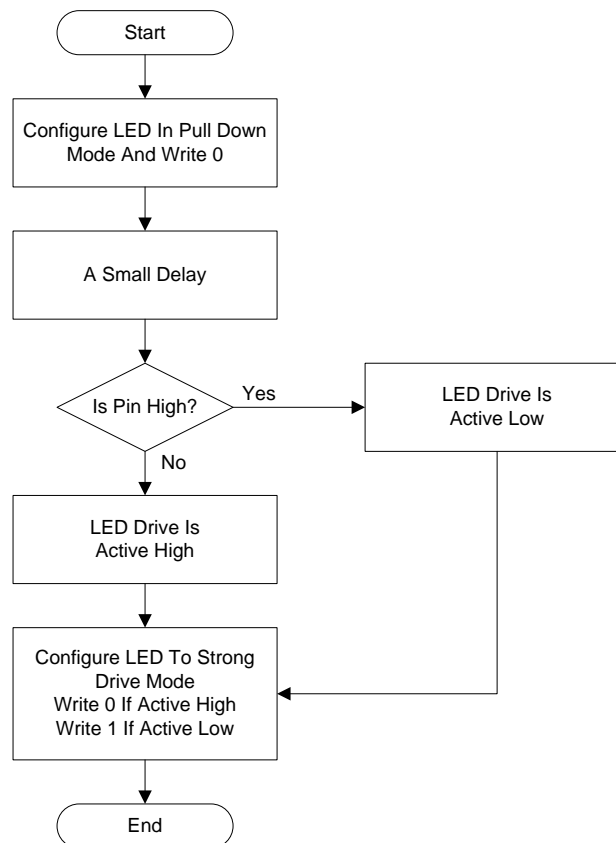 Start
Configure LED In Pull Down
Mode And Write 0
A Small Delay
Is Pin High?
Yes
LED Drive Is
Active Low
No
LED Drive Is
Active High
Configure LED To Strong
Drive Mode
Write 0 If Active High
Write 1 If Active Low
End